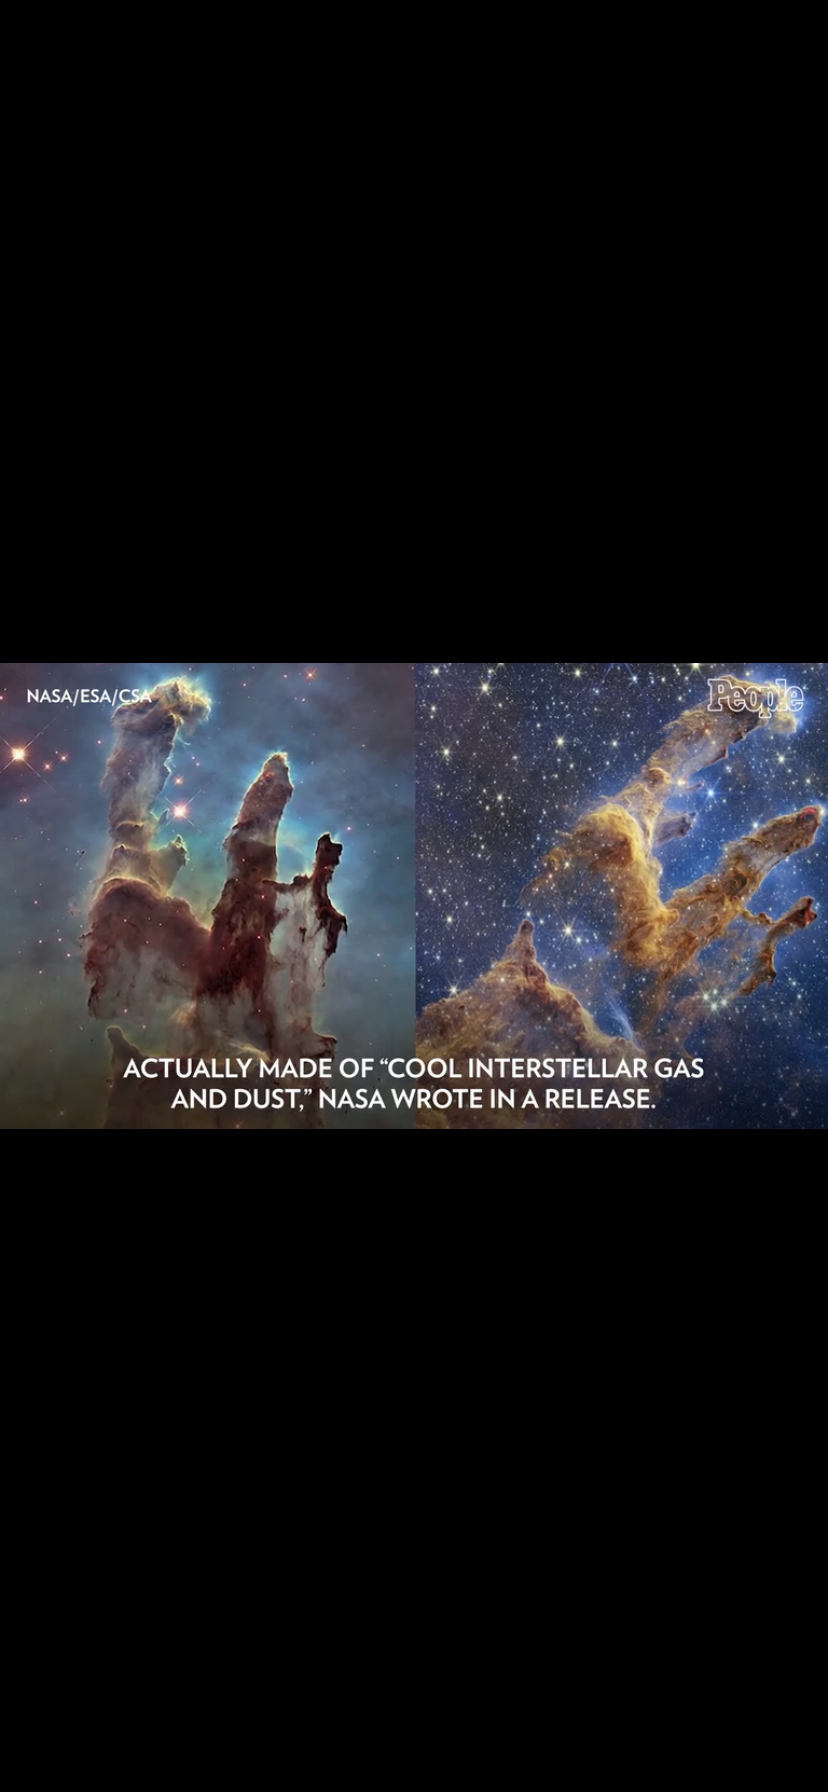 NASA/ESA/CSA
People
ACTUALLY MADE OF “COOL INTERSTELLAR GAS
AND DUST,” NASA WROTE IN A RELEASE.